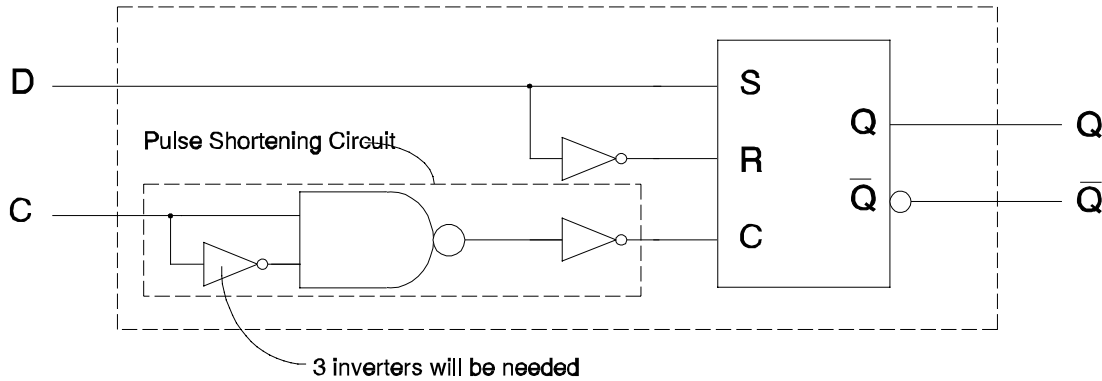 D
S
Q
Q
Pulse Shortening Circuit
R
Q̅
Q̅
C
C
3 inverters will be needed